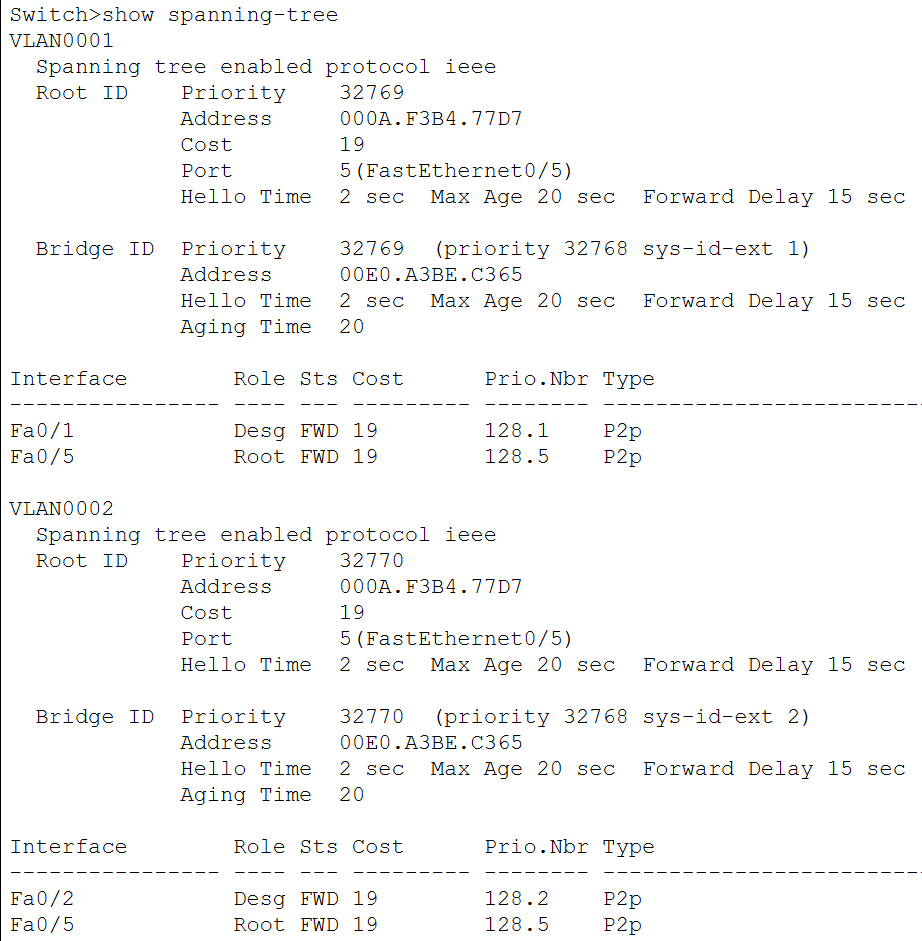 Switch>show spanning-tree
VLAN0001
  Spanning tree enabled protocol ieee
  Root ID    Priority    32769
             Address     000A.F3B4.77D7
             Cost        19
             Port        5(FastEthernet0/5)
             Hello Time  2 sec  Max Age 20 sec  Forward Delay 15 sec

  Bridge ID  Priority    32769  (priority 32768 sys-id-ext 1)
             Address     00E0.A3BE.C365
             Hello Time  2 sec  Max Age 20 sec  Forward Delay 15 sec
             Aging Time  20

Interface        Role Sts Cost      Prio.Nbr Type
---------------- ---- --- --------- -------- ------------------------
Fa0/1            Desg FWD 19        128.1    P2p
Fa0/5            Root FWD 19        128.5    P2p

VLAN0002
  Spanning tree enabled protocol ieee
  Root ID    Priority    32770
             Address     000A.F3B4.77D7
             Cost        19
             Port        5(FastEthernet0/5)
             Hello Time  2 sec  Max Age 20 sec  Forward Delay 15 sec

  Bridge ID  Priority    32770  (priority 32768 sys-id-ext 2)
             Address     00E0.A3BE.C365
             Hello Time  2 sec  Max Age 20 sec  Forward Delay 15 sec
             Aging Time  20

Interface        Role Sts Cost      Prio.Nbr Type
---------------- ---- --- --------- -------- ------------------------
Fa0/2            Desg FWD 19        128.2    P2p
Fa0/5            Root FWD 19        128.5    P2p